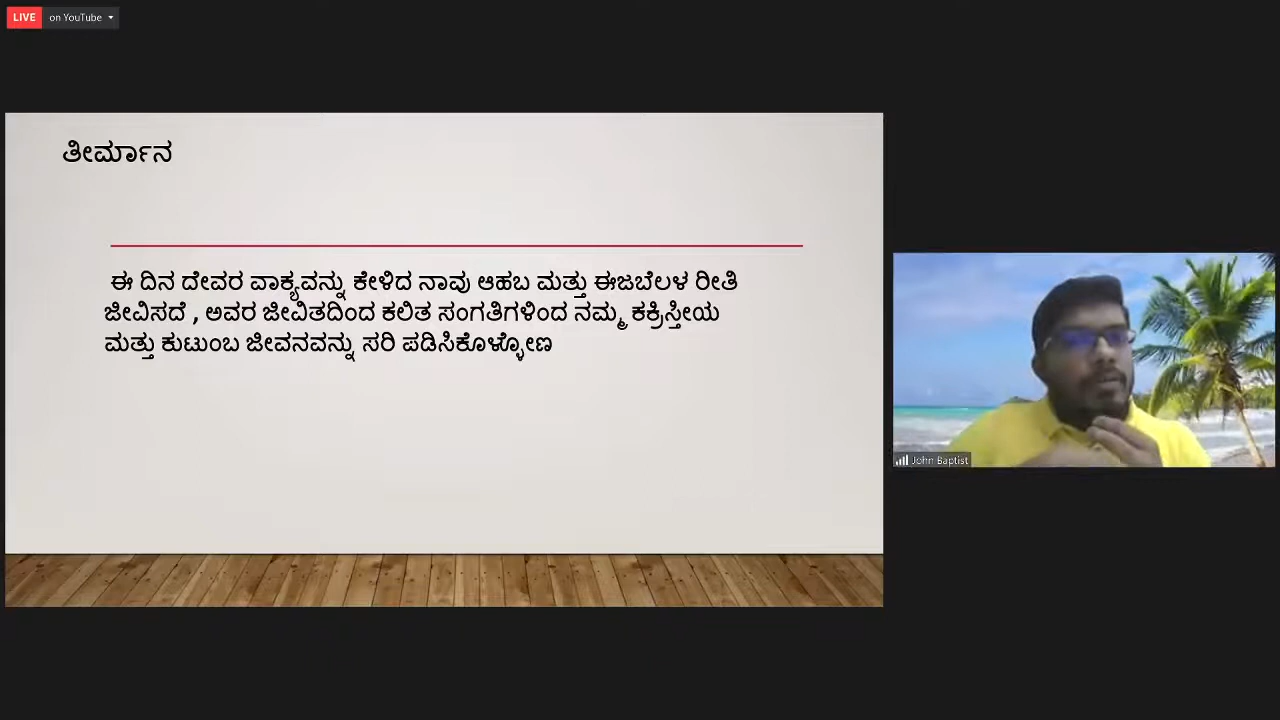 LIVE on YouTube
ತೀರ್ಮಾನ
ಈ ದಿನ ದೇವರ ವಾಕ್ಯವನ್ನು ಕೇಳಿದ ನಾವು ಆಹಬ ಮತ್ತು ಈಜಬೆಲಳ ರೀತಿ
ಜೀವಿಸದೆ , ಅವರ ಜೀವಿತದಿಂದ ಕಲಿತ ಸಂಗತಿಗಳಿಂದ ನಮ್ಮ ಕಕ್ರಿಸ್ತೀಯ
ಮತ್ತು ಕುಟುಂಬ ಜೀವನವನ್ನು ಸರಿ ಪಡಿಸಿಕೊಳ್ಳೋಣ
John Baptist